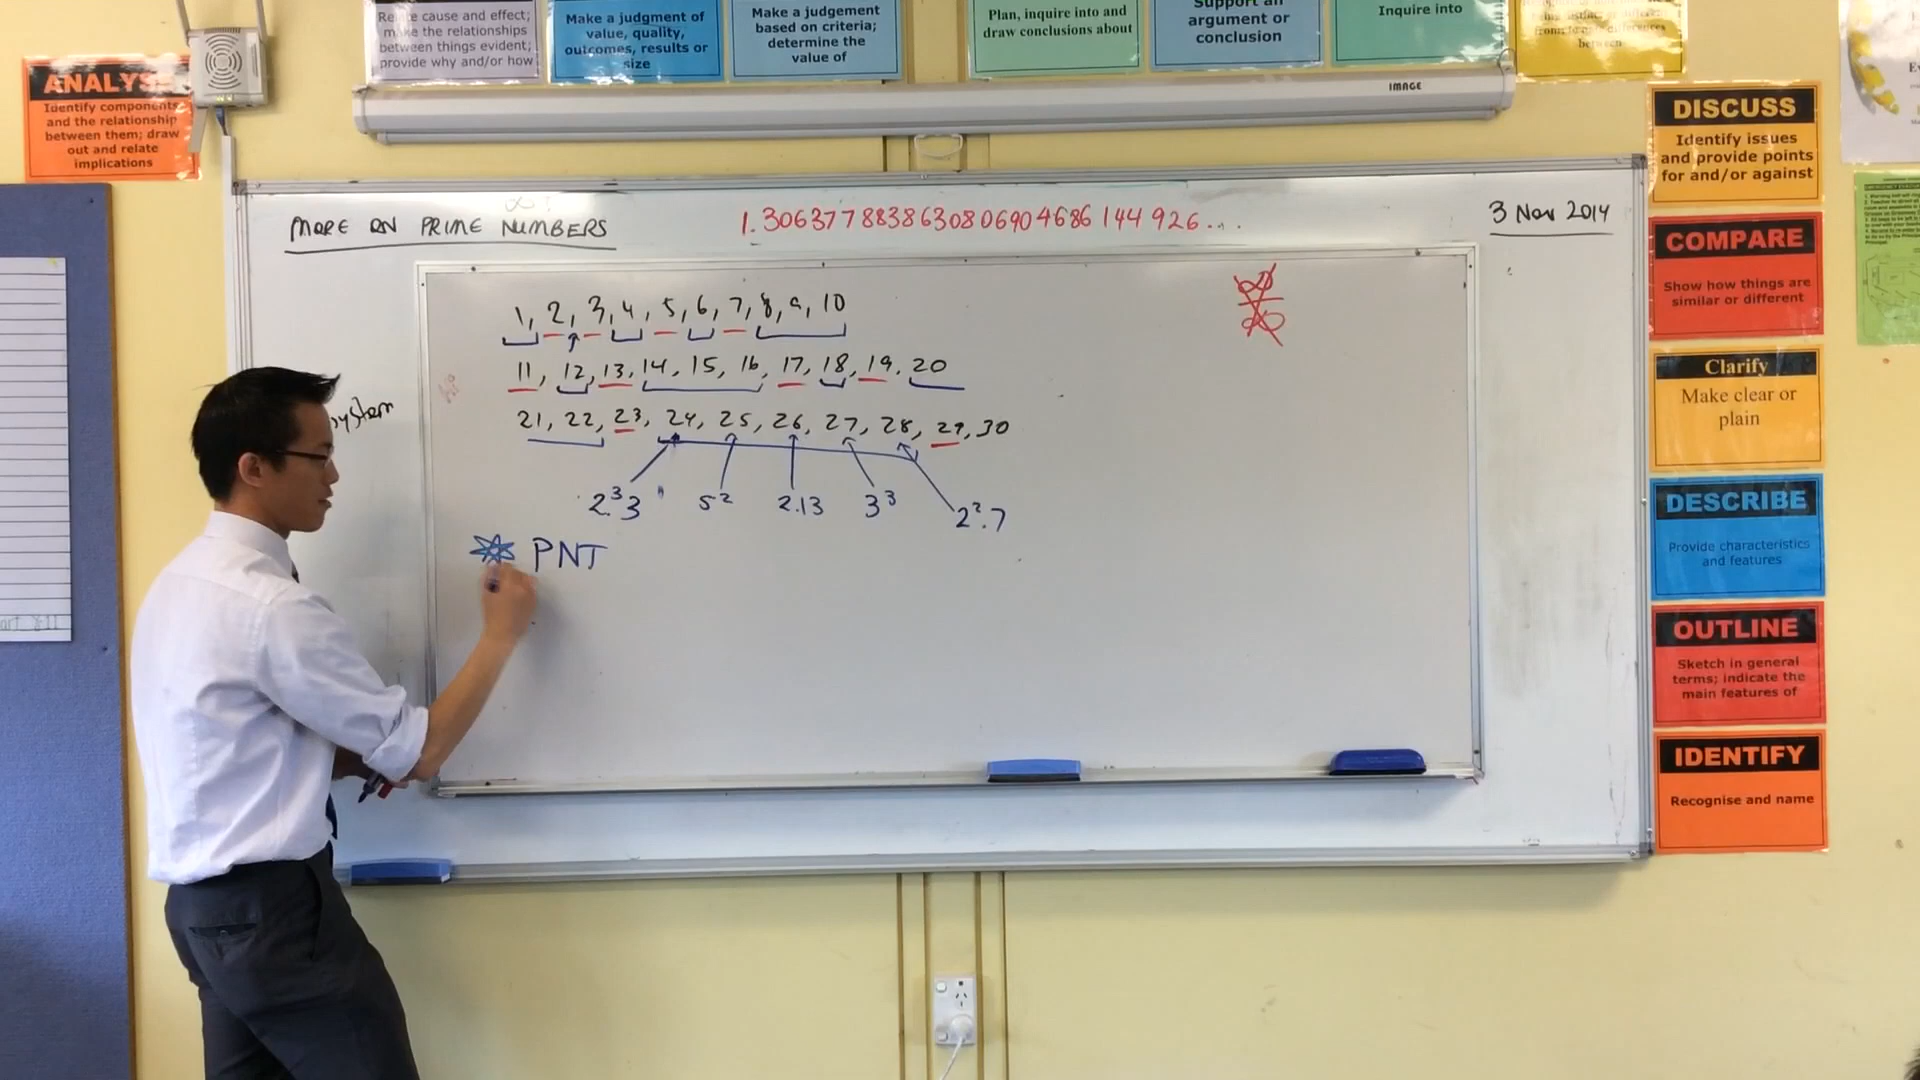 Relate cause and effect;
make the relationships
between things evident;
provide why and/or how
Make a judgment of
value, quality,
outcomes, results or
size
Make a judgement
based on criteria;
determine the
value of
Plan, inquire into and
draw conclusions about
Support an
argument or
conclusion
Inquire into
between
ANALYSE
Identify components
and the relationship
between them; draw
out and relate
implications
IMAGE
MORE ON PRIME NUMBERS
1.3063778838630806904686144926...
3 Nov 2014
1, 2, 3, 4, 5, 6, 7, 8, 9, 10
11, 12, 13, 14, 15, 16, 17, 18, 19, 20
21, 22, 23, 24, 25, 26, 27, 28, 29, 30
2³.3 5² 2.13 3³ 2².7
PNT
system
DISCUSS
Identify issues
and provide points
for and/or against
COMPARE
Show how things are
similar or different
Clarify
Make clear or
plain
DESCRIBE
Provide characteristics
and features
OUTLINE
Sketch in general
terms; indicate the
main features of
IDENTIFY
Recognise and name